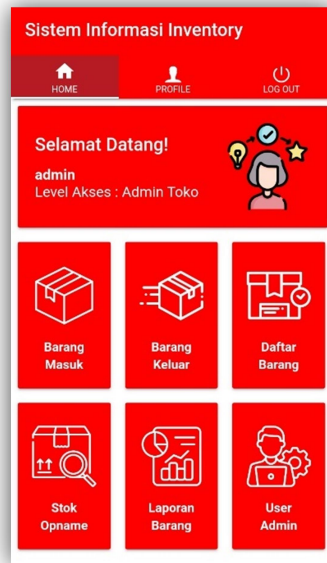 Sistem Informasi Inventory
HOME
PROFILE
LOG OUT
Selamat Datang!
admin
Level Akses : Admin Toko
Barang
Masuk
Barang
Keluar
Daftar
Barang
Stok
Opname
Laporan
Barang
User
Admin